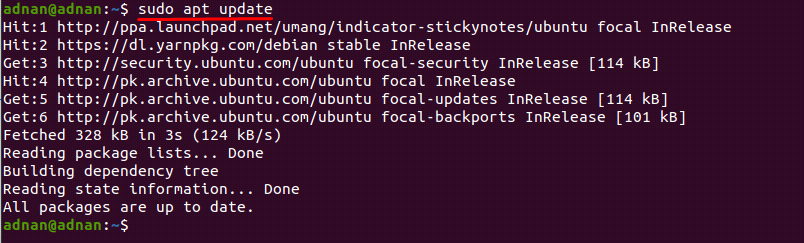 adnan@adnan:~$ sudo apt update
Hit:1 http://ppa.launchpad.net/umang/indicator-stickynotes/ubuntu focal InRelease
Hit:2 https://dl.yarnpkg.com/debian stable InRelease
Get:3 http://security.ubuntu.com/ubuntu focal-security InRelease [114 kB]
Hit:4 http://pk.archive.ubuntu.com/ubuntu focal InRelease
Get:5 http://pk.archive.ubuntu.com/ubuntu focal-updates InRelease [114 kB]
Get:6 http://pk.archive.ubuntu.com/ubuntu focal-backports InRelease [101 kB]
Fetched 328 kB in 3s (124 kB/s)
Reading package lists... Done
Building dependency tree
Reading state information... Done
All packages are up to date.
adnan@adnan:~$